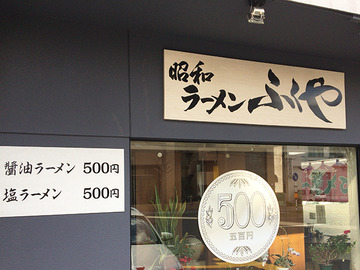 昭和
ラーメン ふくや
醬油ラーメン 500円
塩ラーメン 500円
500
五百円